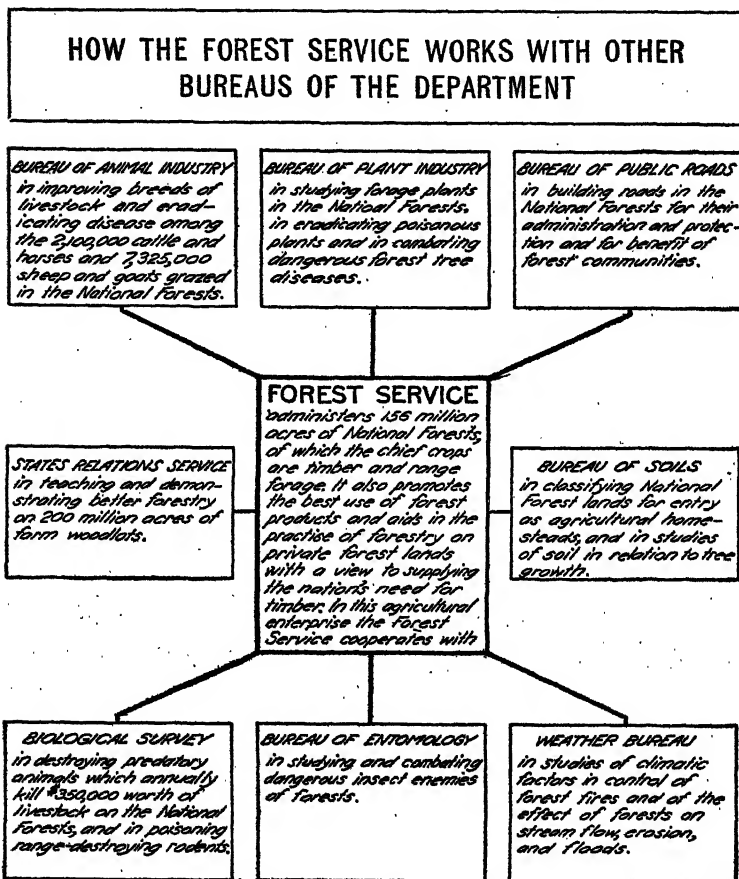 HOW THE FOREST SERVICE WORKS WITH OTHER
BUREAUS OF THE DEPARTMENT
BUREAU OF ANIMAL INDUSTRY
in improving breeds of
livestock and erad-
icating disease among
the 2,100,000 cattle and
horses and 7,325,000
sheep and goats grazed
in the National Forests.
BUREAU OF PLANT INDUSTRY
in studying forage plants
in the National Forests,
in eradicating poisonous
plants and in combating
dangerous forest tree
diseases.
BUREAU OF PUBLIC ROADS
in building roads in the
National Forests for their
administration and protec-
tion and for benefit of
forest communities.
STATES RELATIONS SERVICE
in teaching and demon-
strating better forestry
on 200 million acres of
farm woodlots.
FOREST SERVICE
administers 156 million
acres of National Forests,
of which the chief crops
are timber and range
forage. It also promotes
the best use of forest
products and aids in the
practise of forestry on
private forest lands
with a view to supplying
the nation's need for
timber. In this agricultural
enterprise the Forest
Service cooperates with
BUREAU OF SOILS
in classifying National
Forest lands for entry
as agricultural home-
steads, and in studies
of soil in relation to tree
growth.
BIOLOGICAL SURVEY
in destroying predatory
animals which annually
kill $350,000 worth of
livestock on the National
Forests, and in poisoning
range-destroying rodents.
BUREAU OF ENTOMOLOGY
in studying and combating
dangerous insect enemies
of forests.
WEATHER BUREAU
in studies of climatic
factors in control of
forest fires and of the
effect of forests on
stream flow, erosion,
and floods.